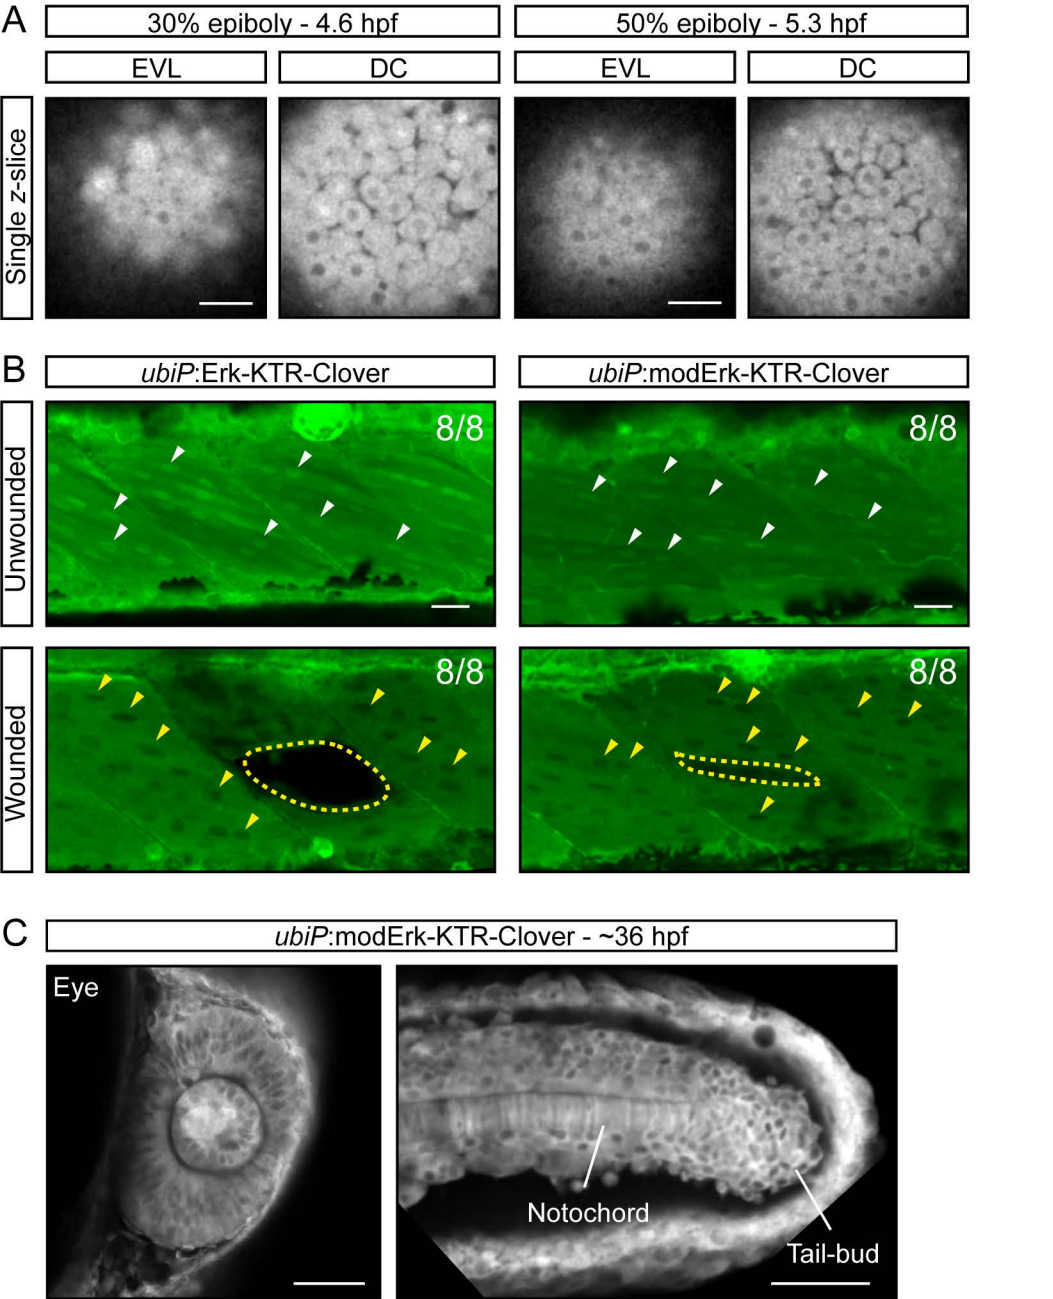 A
30% epiboly - 4.6 hpf
50% epiboly - 5.3 hpf
EVL
DC
EVL
DC
Single z-slice
B
ubiP:Erk-KTR-Clover
ubiP:modErk-KTR-Clover
Unwounded
8/8
8/8
Wounded
8/8
8/8
C
ubiP:modErk-KTR-Clover - ~36 hpf
Eye
Notochord
Tail-bud